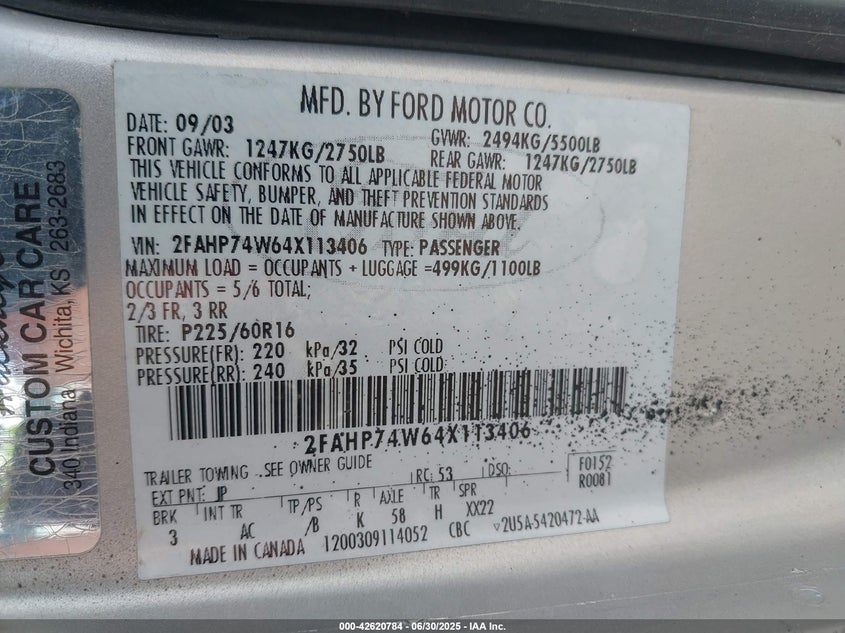 MFD. BY FORD MOTOR CO.
DATE: 09/03
GVWR: 2494KG/5500LB
FRONT GAWR: 1247KG/2750LB
REAR GAWR: 1247KG/2750LB
THIS VEHICLE CONFORMS TO ALL APPLICABLE FEDERAL MOTOR
VEHICLE SAFETY, BUMPER, AND THEFT PREVENTION STANDARDS
IN EFFECT ON THE DATE OF MANUFACTURE SHOWN ABOVE.
VIN: 2FAHP74W64X113406 TYPE: PASSENGER
MAXIMUM LOAD = OCCUPANTS + LUGGAGE =499KG/1100LB
OCCUPANTS = 5/6 TOTAL;
2/3 FR, 3 RR
TIRE: P225/60R16
PRESSURE(FR) 220 kPa/32 PSI COLD
PRESSURE(RR) 240 kPa/35 PSI COLD
2FAHP74W64X113406
TRAILER TOWING .. SEE OWNER GUIDE
EXT PNT: JP RC: 53 DSO: F0152
R0081
BRK INT TR TP/PS R AXLE TR SPR
3 AC /B K 58 H XX22
MADE IN CANADA 1200309114052 CBC ▽2U5A-5420472-AA
CUSTOM CAR CARE
340 Indiana Wichita, KS 263-2683
000-42620784 — 06/30/2025 — IAA Inc.